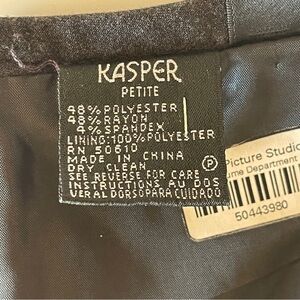 KASPER
PETITE
48% POLYESTER
48% RAYON
4% SPANDEX
LINING: 100% POLYESTER
RN 50610
MADE IN CHINA
DRY CLEAN
SEE REVERSE FOR CARE
INSTRUCTIONS AU DOS
VER AL DORSO PARA CUIDADO
P
Picture Studio
ume Department
50443980